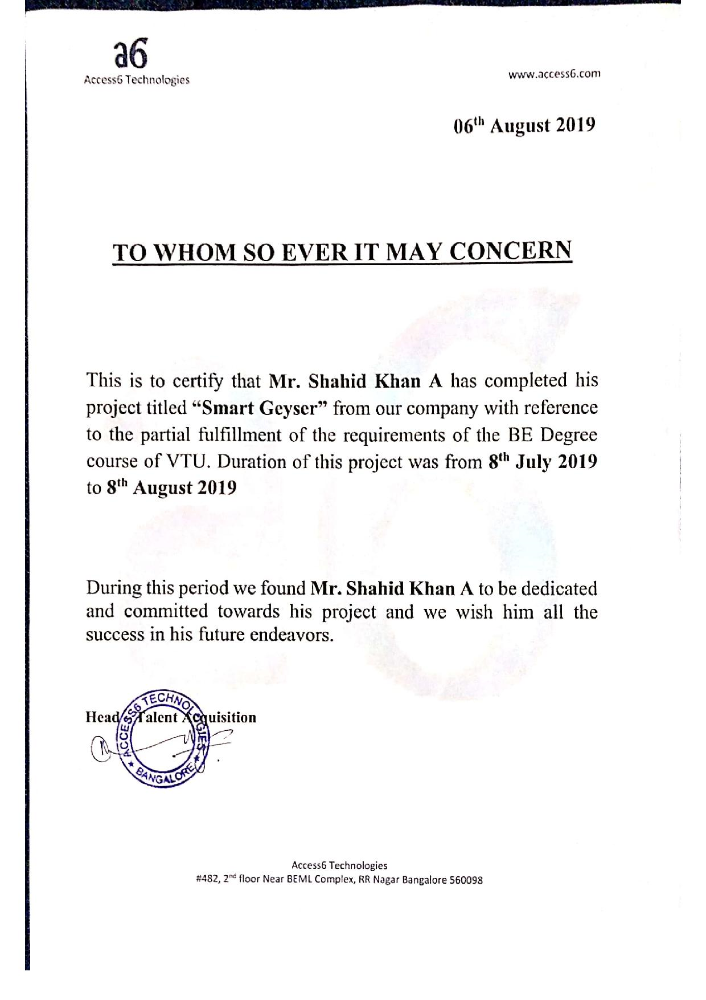 a6
Access6 Technologies
www.access6.com
06th August 2019
TO WHOM SO EVER IT MAY CONCERN
This is to certify that Mr. Shahid Khan A has completed his
project titled “Smart Geyser” from our company with reference
to the partial fulfillment of the requirements of the BE Degree
course of VTU. Duration of this project was from 8th July 2019
to 8th August 2019
During this period we found Mr. Shahid Khan A to be dedicated
and committed towards his project and we wish him all the
success in his future endeavors.
Head Talent Acquisition
ACCESS6 TECHNOLOGIES
★ BANGALORE ★
Access6 Technologies
#482, 2nd floor Near BEML Complex, RR Nagar Bangalore 560098